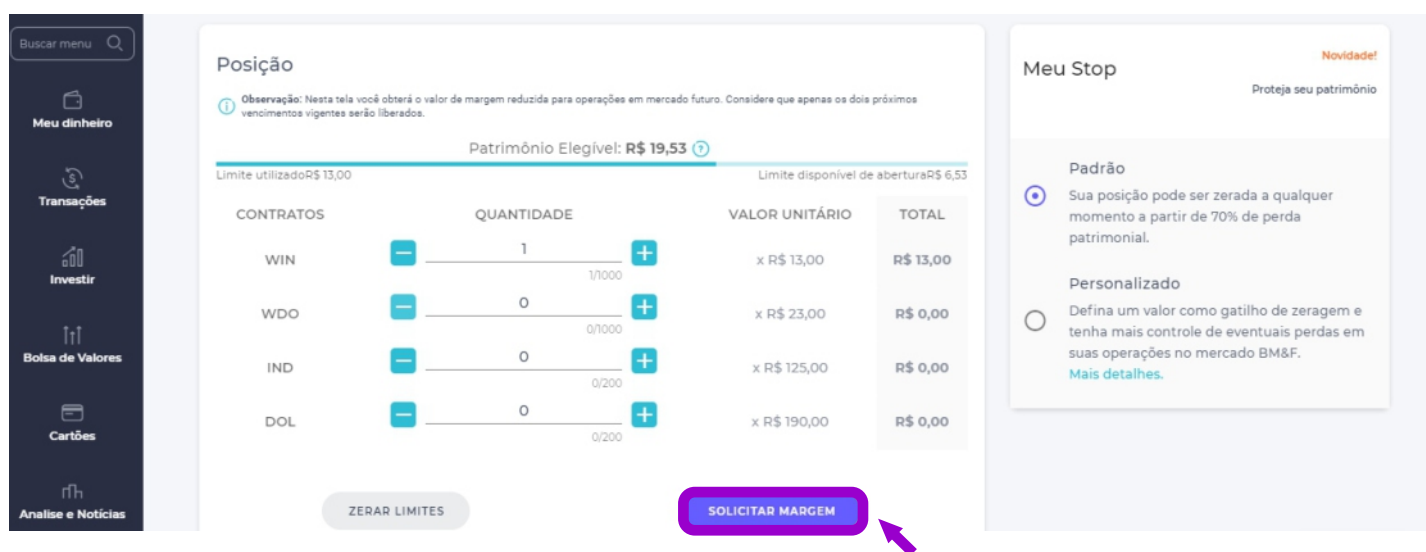 Buscar menu
Meu dinheiro
Transações
Investir
Bolsa de Valores
Cartões
Analise e Notícias
Posição
Observação: Nesta tela você obterá o valor de margem reduzida para operações em mercado futuro. Considere que apenas os dois próximos
vencimentos vigentes serão liberados.
Patrimônio Elegível: R$ 19,53 ?
Limite utilizadoR$ 13,00 Limite disponível de aberturaR$ 6,53
CONTRATOS QUANTIDADE VALOR UNITÁRIO TOTAL
WIN − 1 + x R$ 13,00 R$ 13,00
1/1000
WDO − 0 + x R$ 23,00 R$ 0,00
0/1000
IND − 0 + x R$ 125,00 R$ 0,00
0/200
DOL − 0 + x R$ 190,00 R$ 0,00
0/200
ZERAR LIMITES SOLICITAR MARGEM
Novidade!
Meu Stop
Proteja seu patrimônio
Padrão
Sua posição pode ser zerada a qualquer
momento a partir de 70% de perda
patrimonial.
Personalizado
Defina um valor como gatilho de zeragem e
tenha mais controle de eventuais perdas em
suas operações no mercado BM&F.
Mais detalhes.